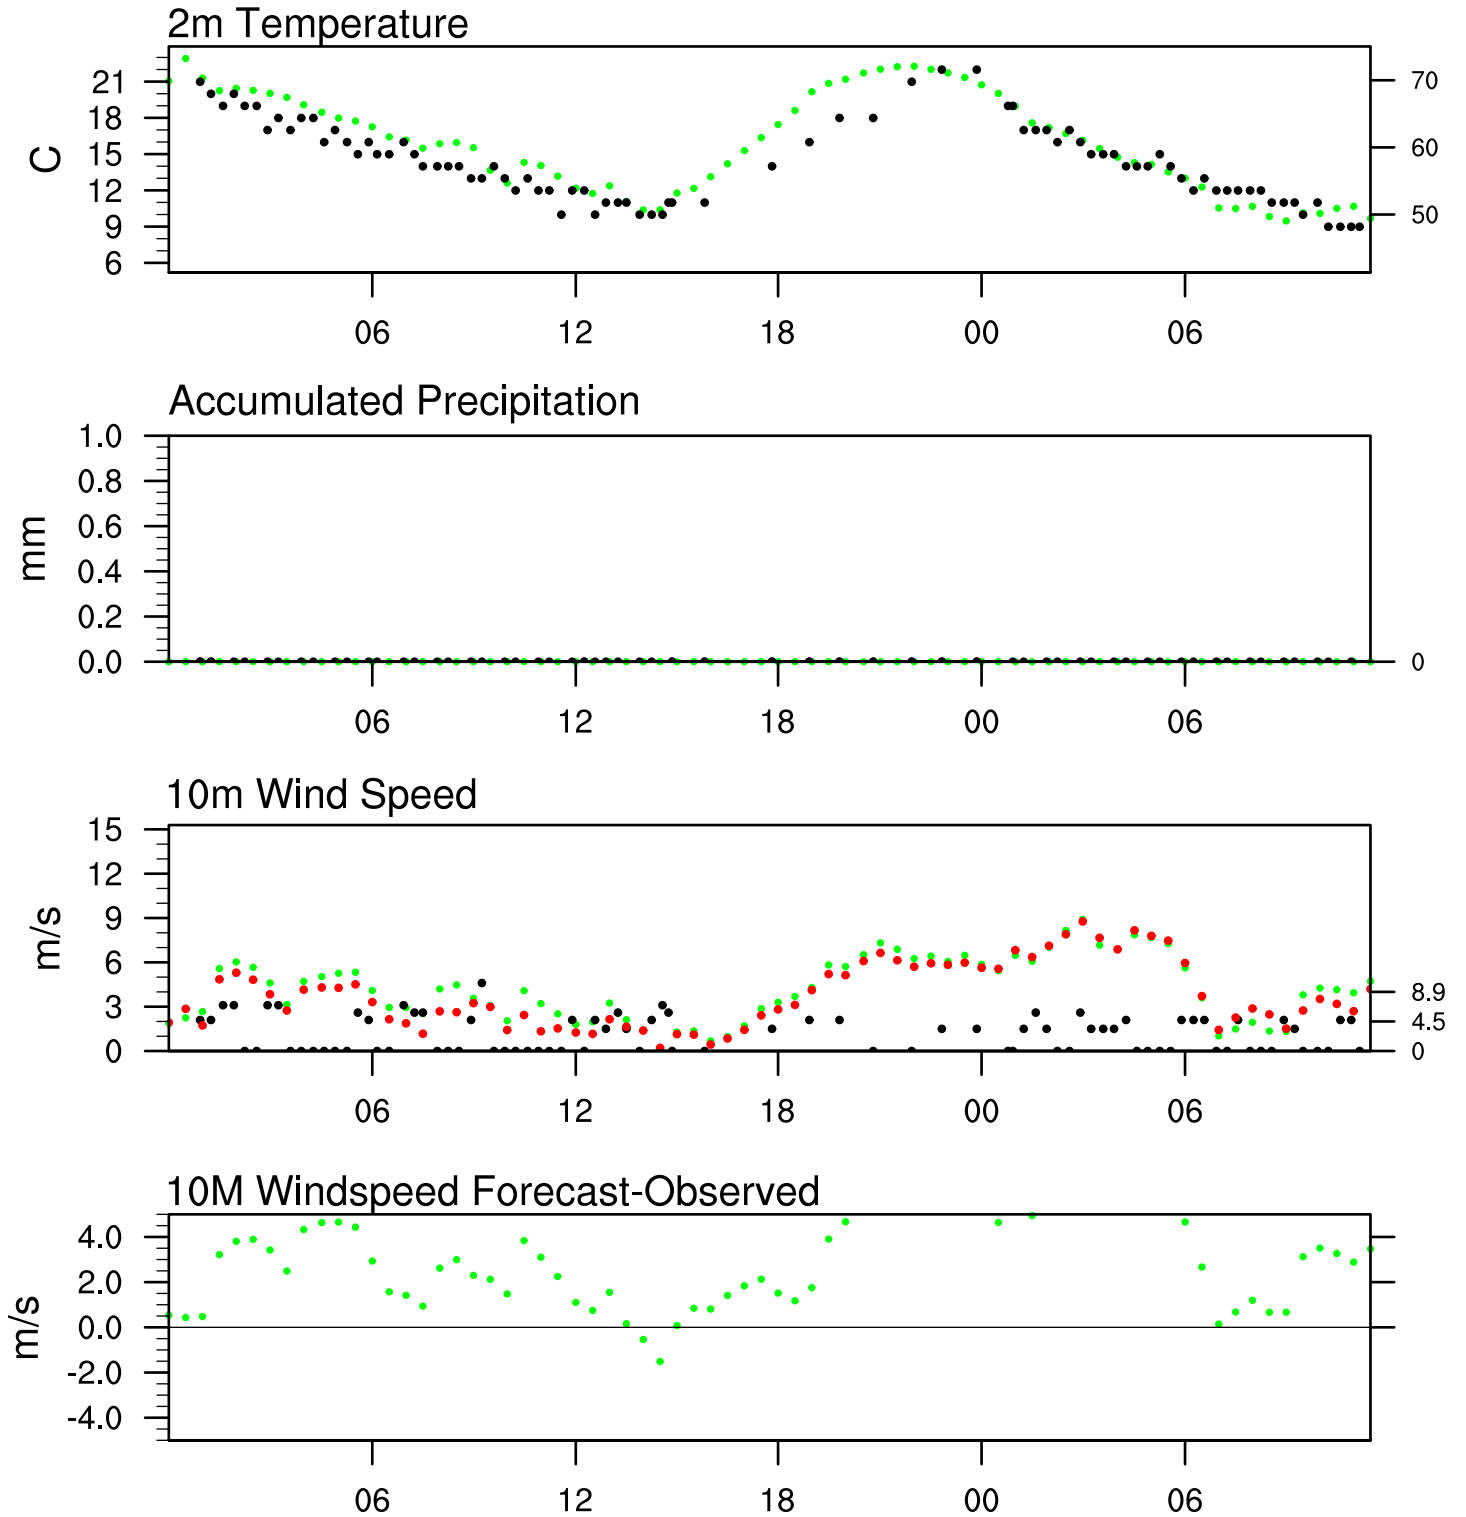 2m Temperature
21
18
15
12
9
6
C
70
60
50
06 12 18 00 06
Accumulated Precipitation
1.0
0.8
0.6
0.4
0.2
0.0
mm
0
06 12 18 00 06
10m Wind Speed
15
12
9
6
3
0
m/s
8.9
4.5
0
06 12 18 00 06
10M Windspeed Forecast-Observed
4.0
2.0
0.0
-2.0
-4.0
m/s
06 12 18 00 06